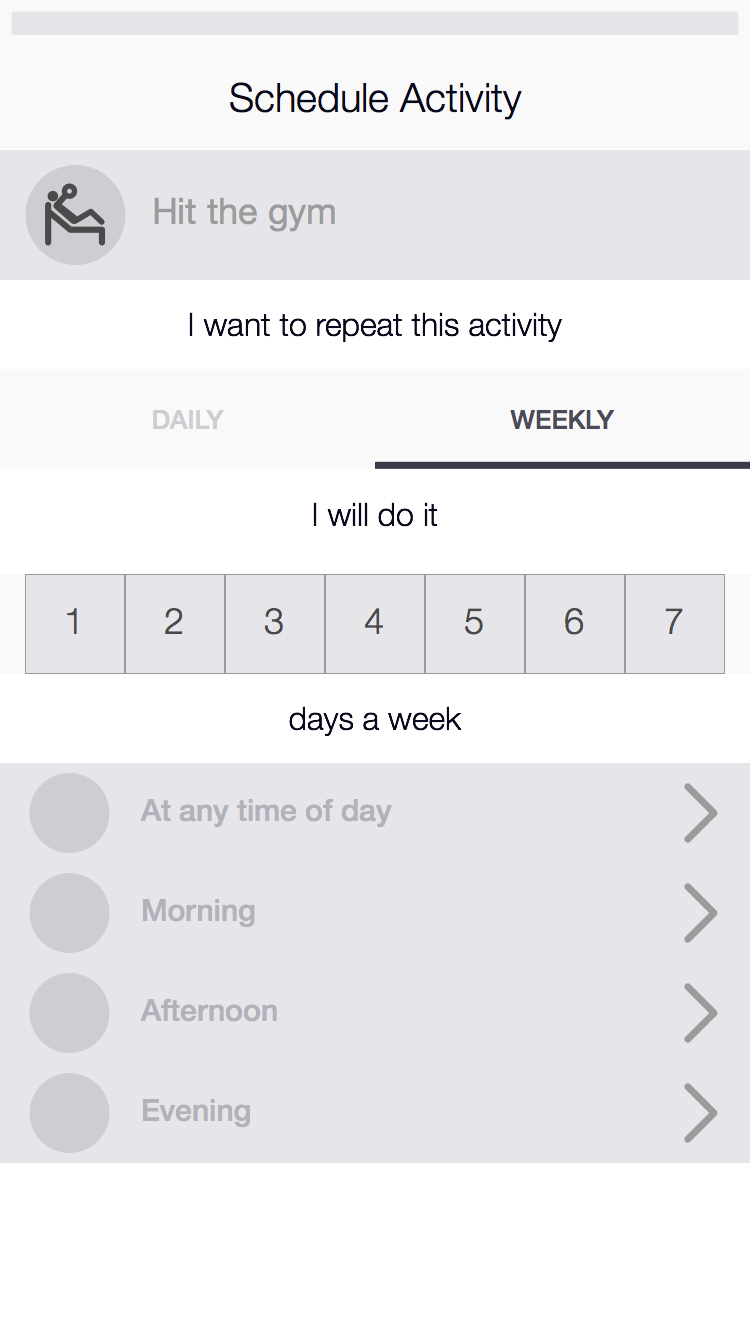 Schedule Activity
Hit the gym
I want to repeat this activity
DAILY WEEKLY
I will do it
1 2 3 4 5 6 7
days a week
At any time of day
Morning
Afternoon
Evening